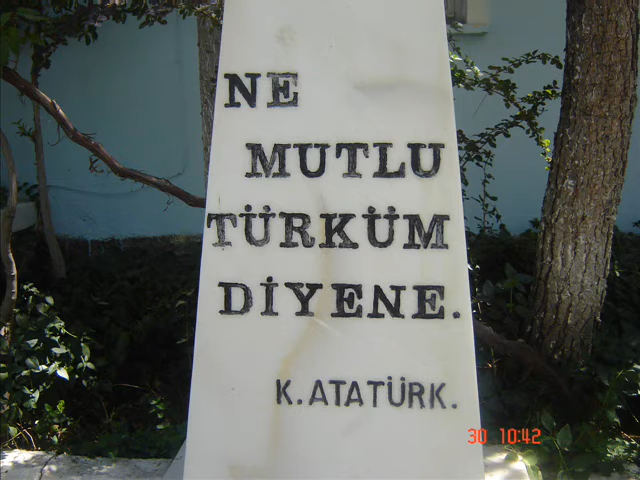 NE
MUTLU
TÜRKÜM
DİYENE.
K. ATATÜRK.
30 10:42